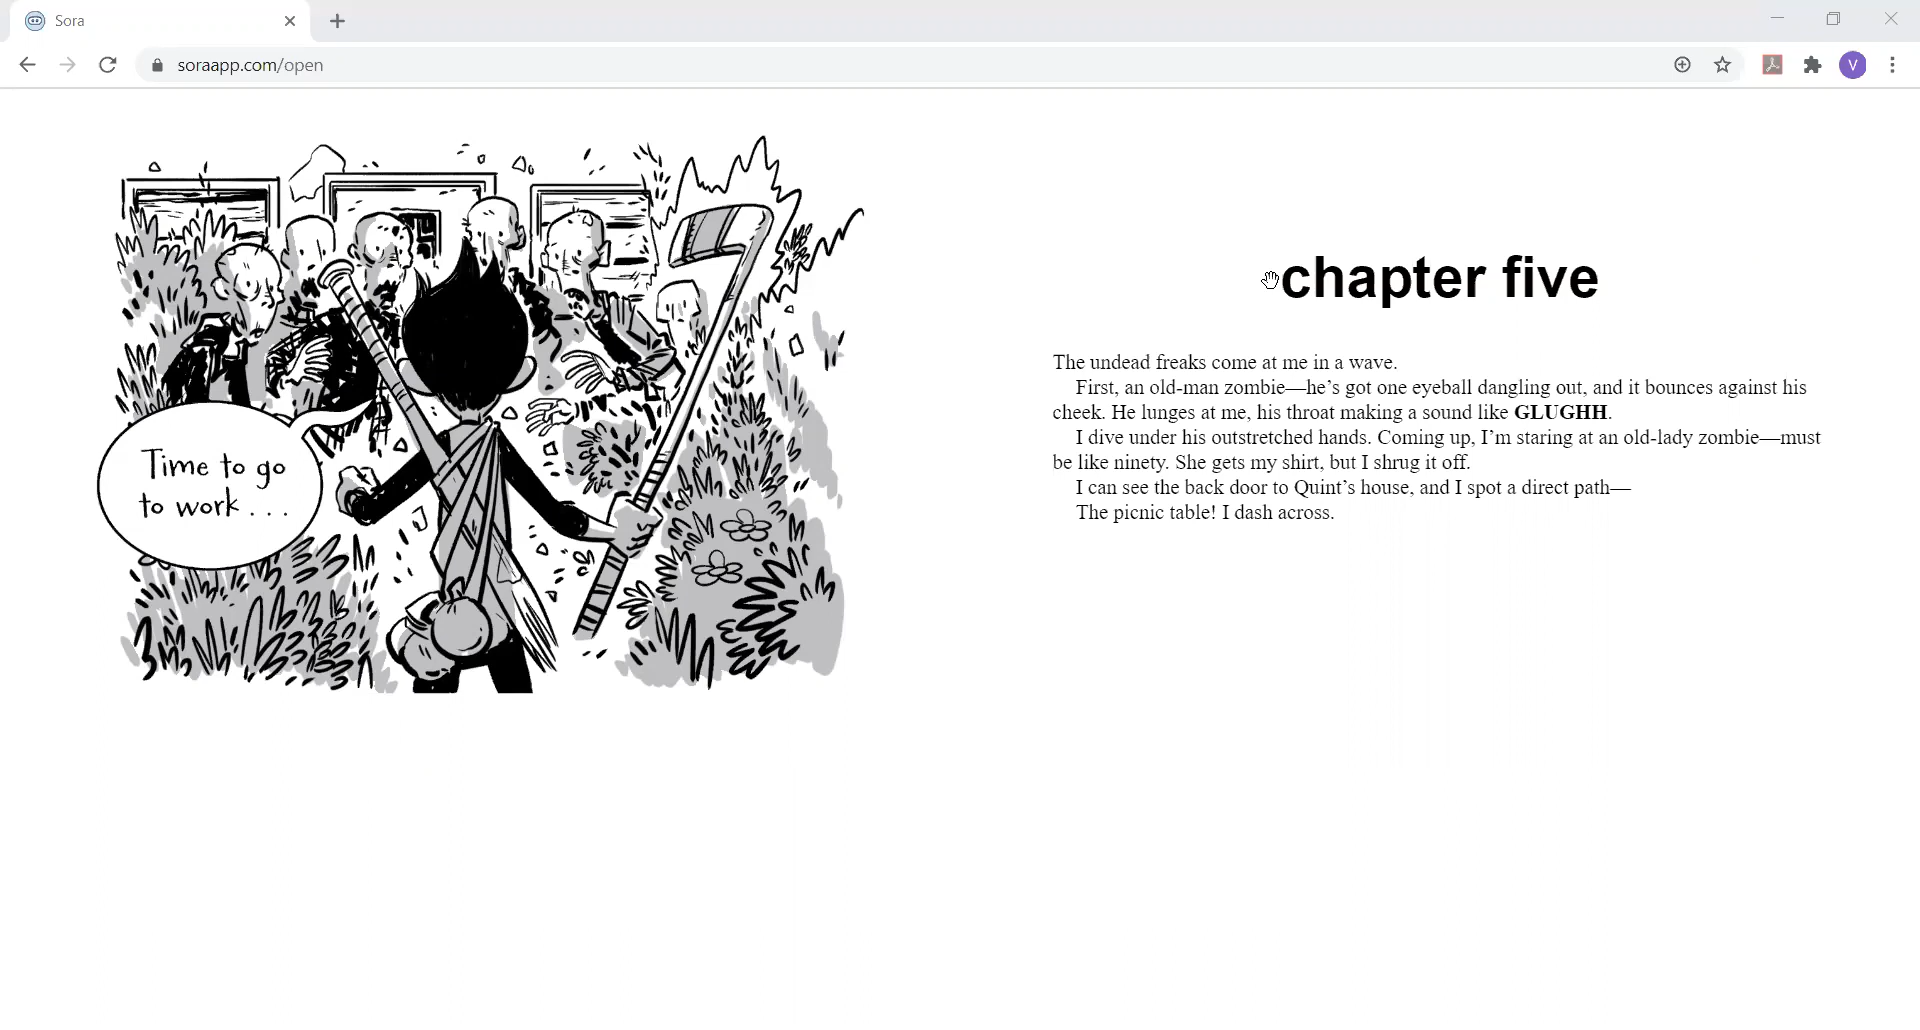 Sora
soraapp.com/open
V
Time to go
to work . . .
chapter five
The undead freaks come at me in a wave.
First, an old-man zombie—he’s got one eyeball dangling out, and it bounces against his
cheek. He lunges at me, his throat making a sound like GLUGHH.
I dive under his outstretched hands. Coming up, I’m staring at an old-lady zombie—must
be like ninety. She gets my shirt, but I shrug it off.
I can see the back door to Quint’s house, and I spot a direct path—
The picnic table! I dash across.